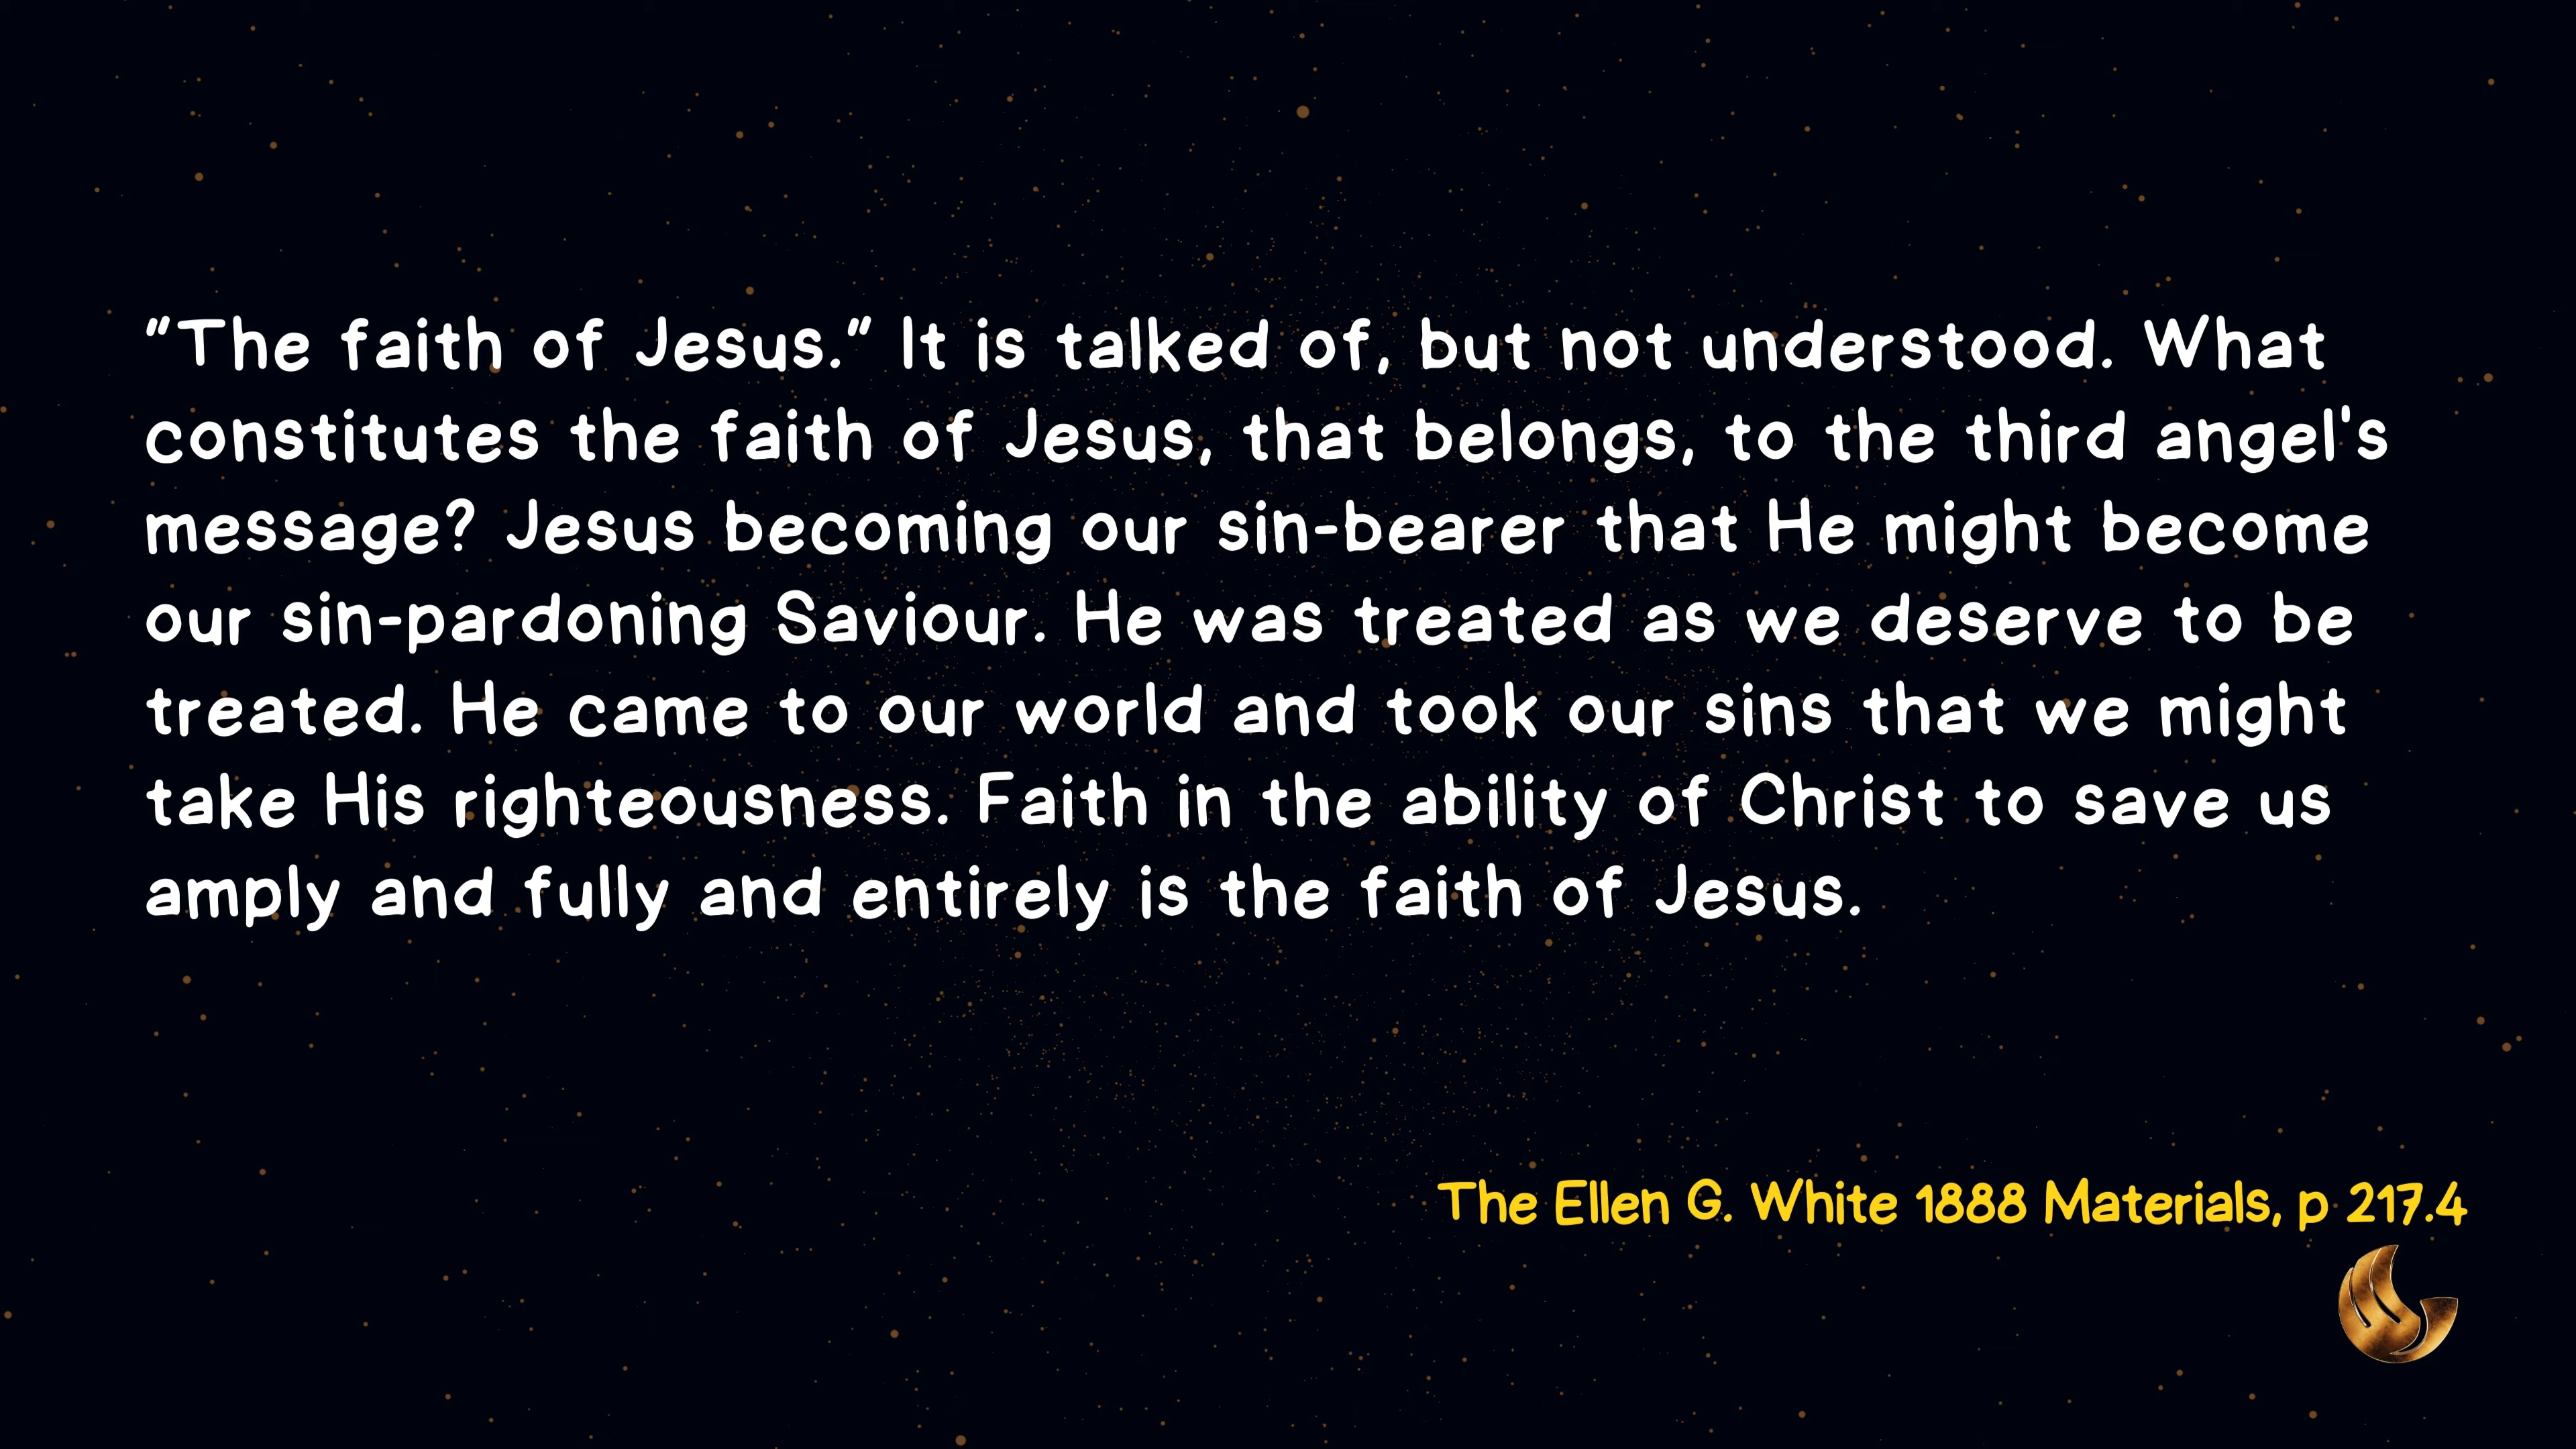 “The faith of Jesus.” It is talked of, but not understood. What
constitutes the faith of Jesus, that belongs, to the third angel's
message? Jesus becoming our sin-bearer that He might become
our sin-pardoning Saviour. He was treated as we deserve to be
treated. He came to our world and took our sins that we might
take His righteousness. Faith in the ability of Christ to save us
amply and fully and entirely is the faith of Jesus.
The Ellen G. White 1888 Materials, p 217.4